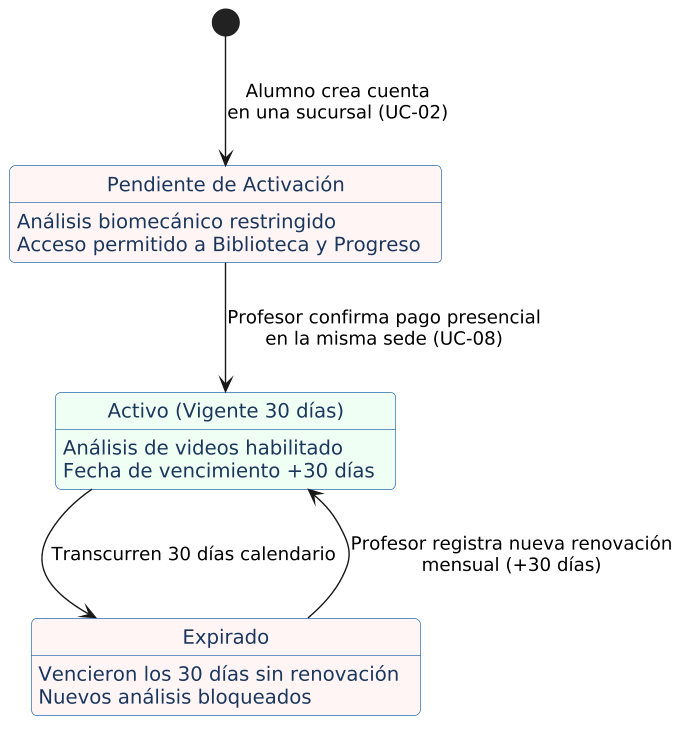 Alumno crea cuenta
en una sucursal (UC-02)
Pendiente de Activación
Análisis biomecánico restringido
Acceso permitido a Biblioteca y Progreso
Profesor confirma pago presencial
en la misma sede (UC-08)
Activo (Vigente 30 días)
Análisis de videos habilitado
Fecha de vencimiento +30 días
Transcurren 30 días calendario
Profesor registra nueva renovación
mensual (+30 días)
Expirado
Vencieron los 30 días sin renovación
Nuevos análisis bloqueados